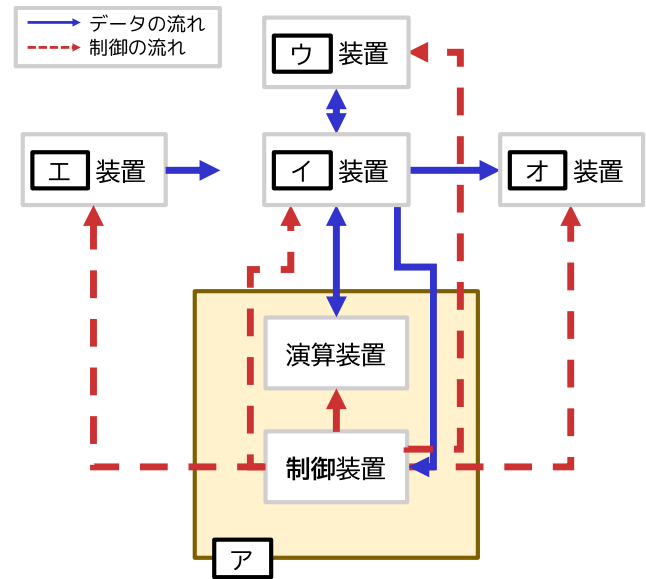 データの流れ
制御の流れ
ウ 装置
エ 装置
イ 装置
オ 装置
演算装置
制御装置
ア